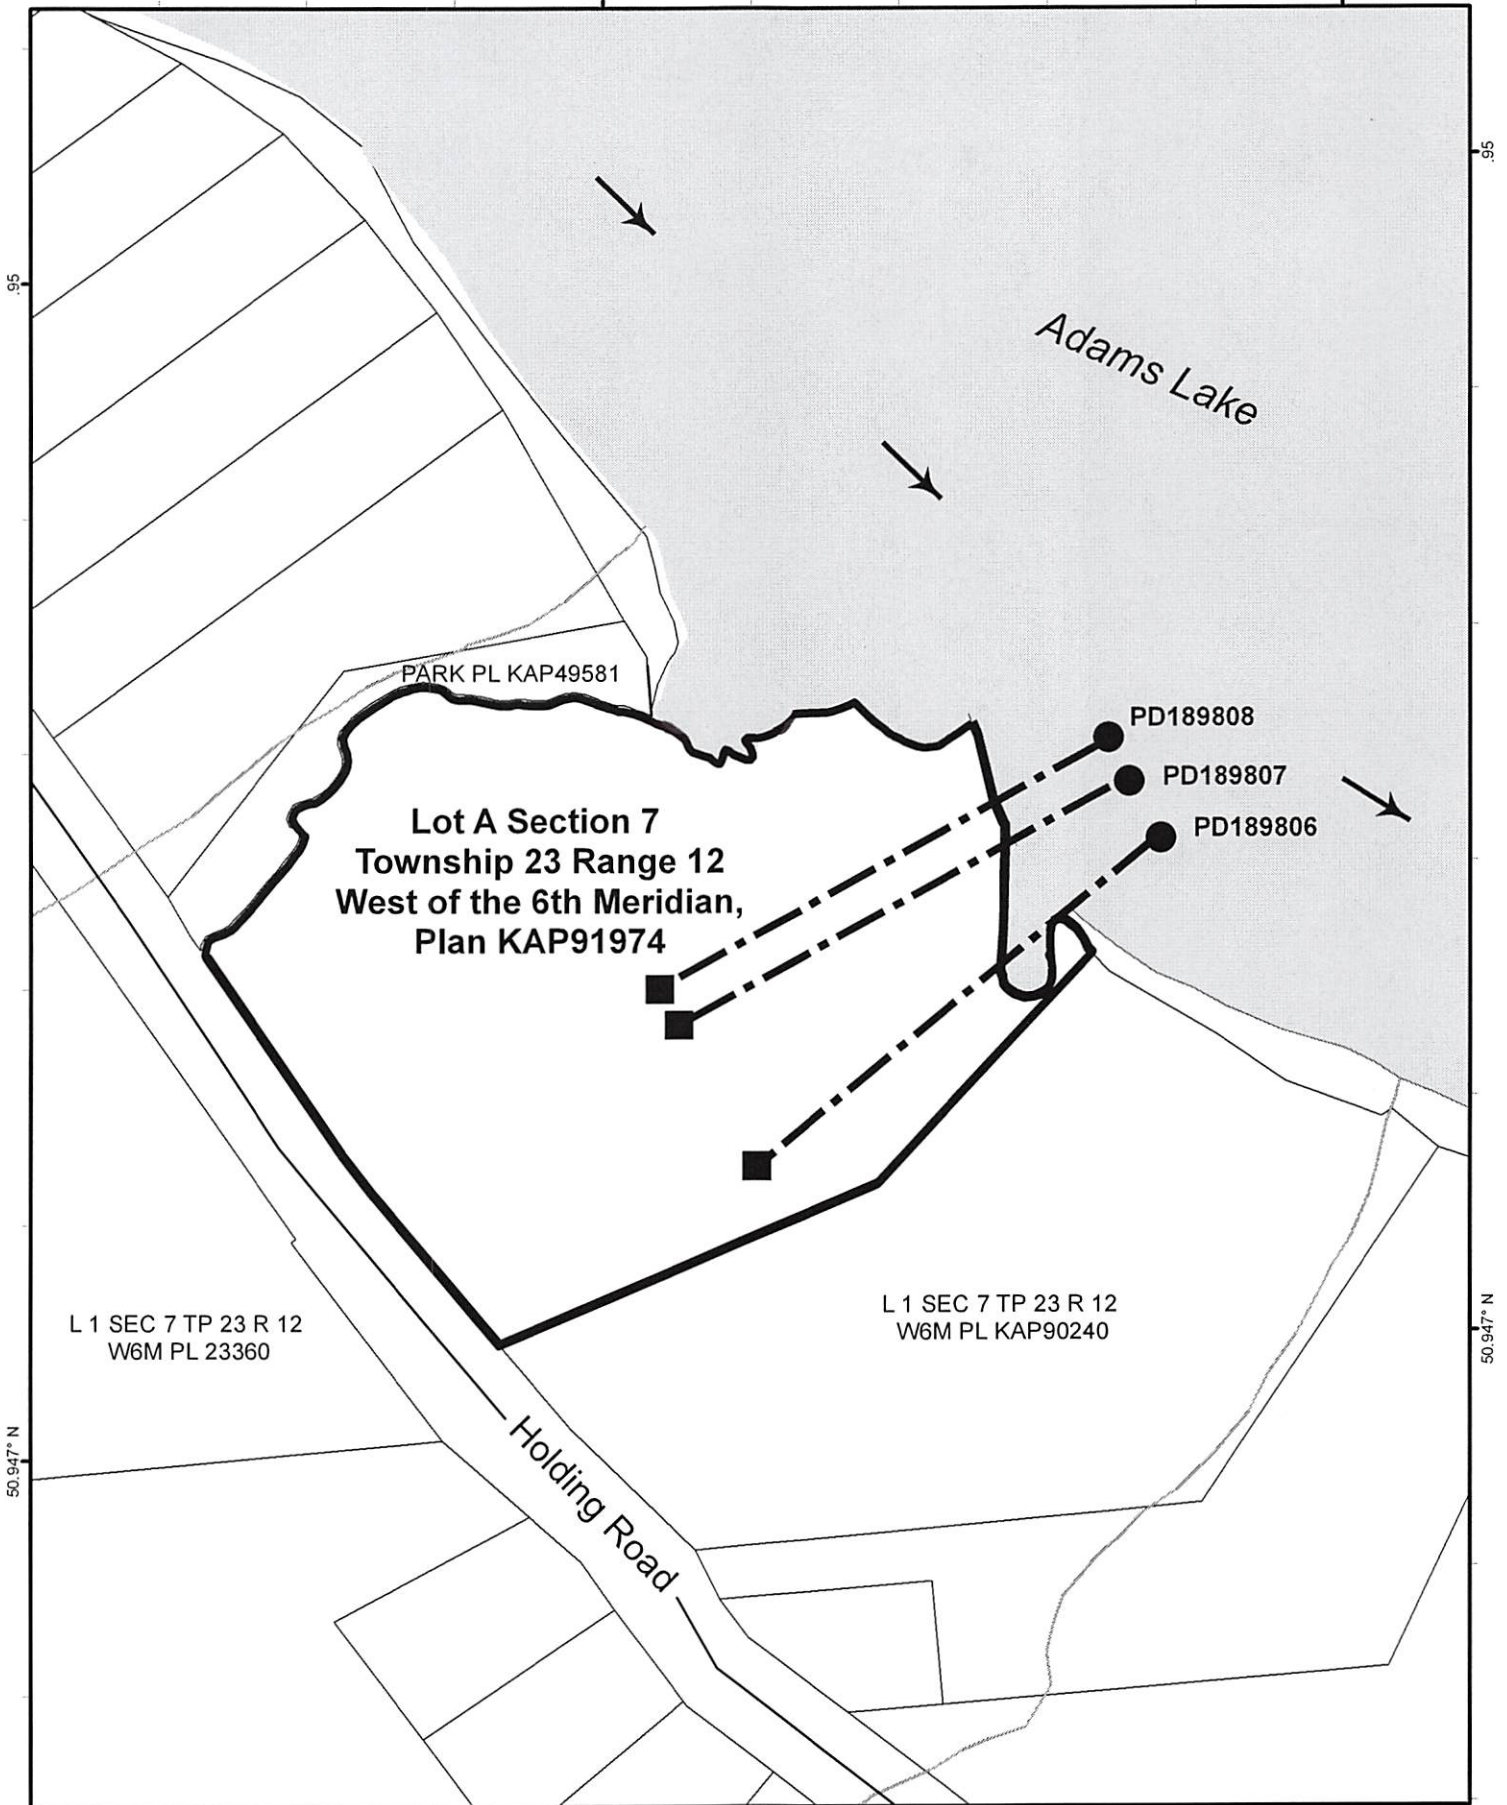 .95
.95
Adams Lake
PARK PL KAP49581
PD189808
PD189807
PD189806
Lot A Section 7
Township 23 Range 12
West of the 6th Meridian,
Plan KAP91974
L 1 SEC 7 TP 23 R 12
W6M PL KAP90240
L 1 SEC 7 TP 23 R 12
W6M PL 23360
50.947° N
50.947° N
Holding Road